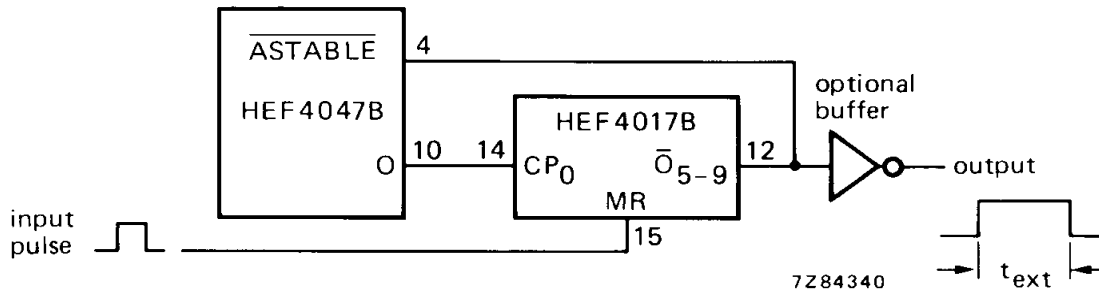 ASTABLE
4
HEF4047B
O
10
14
HEF4017B
CP0
Ō5–9
MR
12
15
optional
buffer
output
input
pulse
7Z84340
text